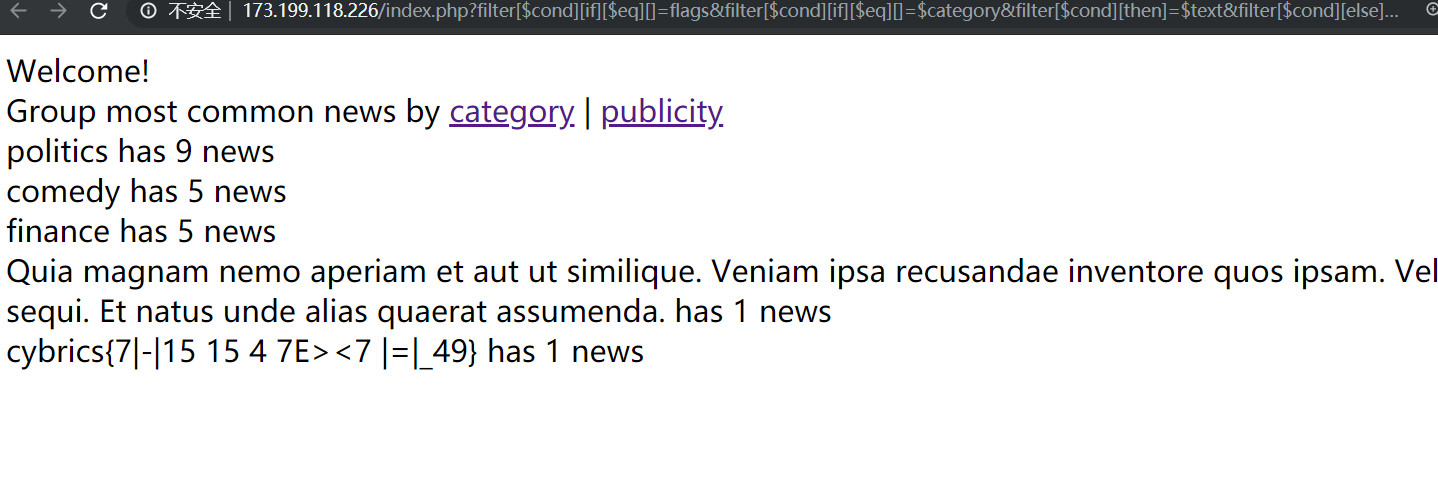 不安全 | 173.199.118.226/index.php?filter[$cond][if][$eq][]=flags&filter[$cond][if][$eq][]=$category&filter[$cond][then]=$text&filter[$cond][else]...
Welcome!
Group most common news by category | publicity
politics has 9 news
comedy has 5 news
finance has 5 news
Quia magnam nemo aperiam et aut ut similique. Veniam ipsa recusandae inventore quos ipsam. Vel
sequi. Et natus unde alias quaerat assumenda. has 1 news
cybrics{7|-|15 15 4 7E><7 |=|_49} has 1 news